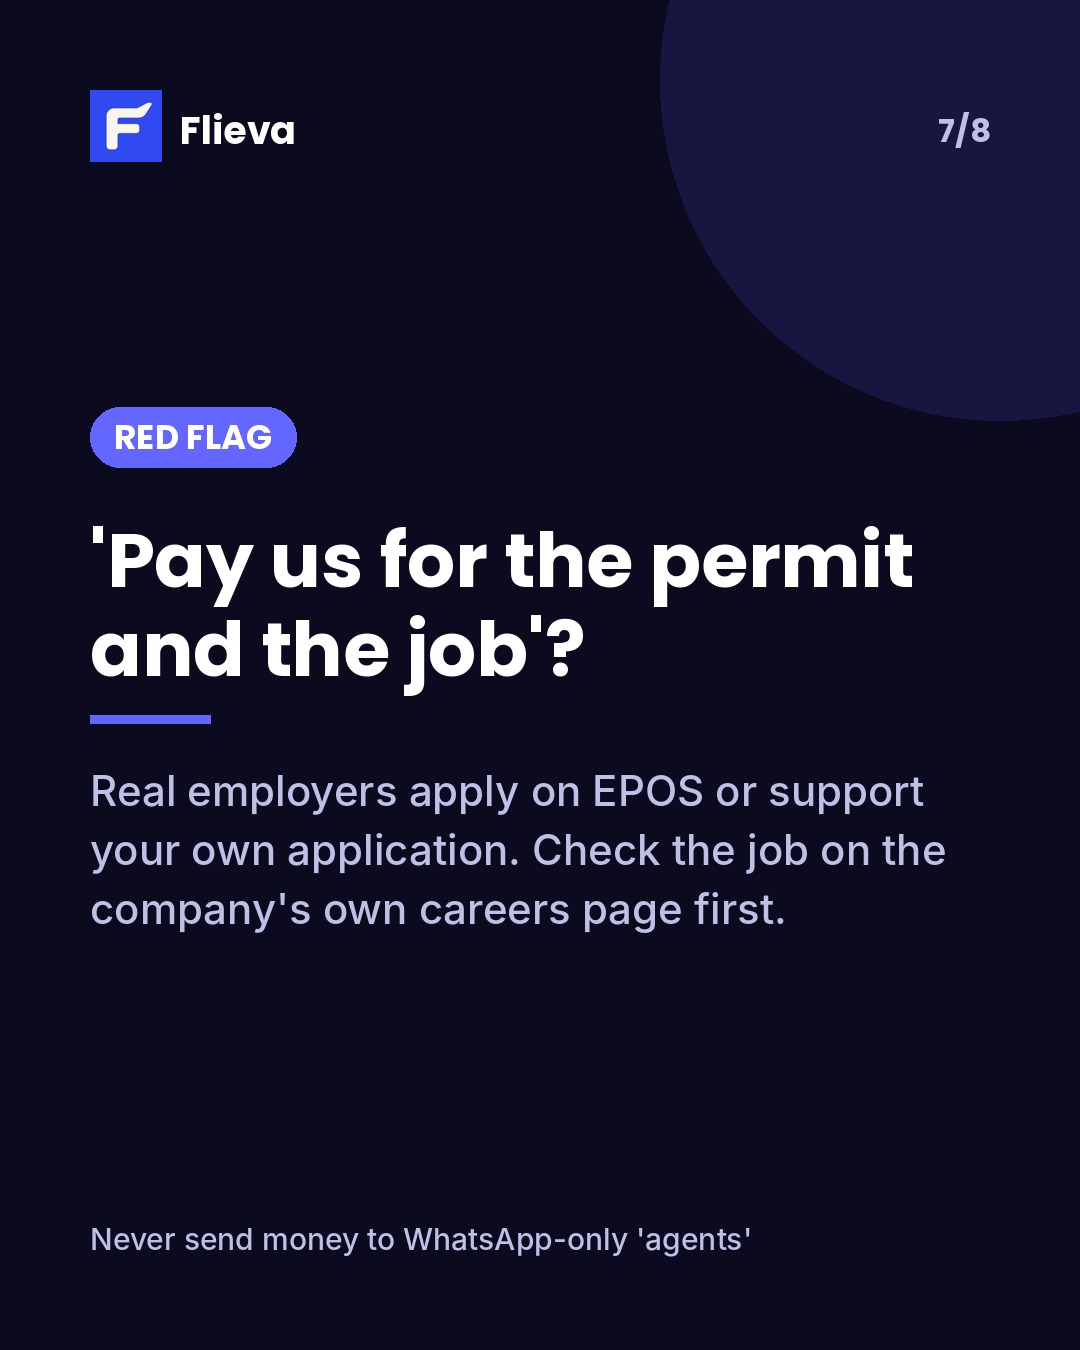 Flieva
7/8
RED FLAG
'Pay us for the permit
and the job'?
Real employers apply on EPOS or support
your own application. Check the job on the
company's own careers page first.
Never send money to WhatsApp-only 'agents'